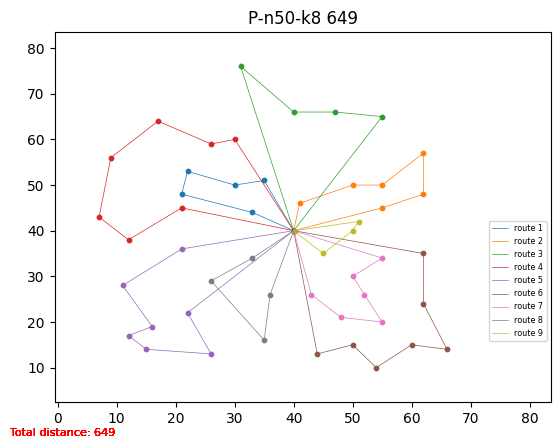 P-n50-k8 649
80
70
60
50
40
30
20
10
0 10 20 30 40 50 60 70 80
route 1
route 2
route 3
route 4
route 5
route 6
route 7
route 8
route 9
Total distance: 649